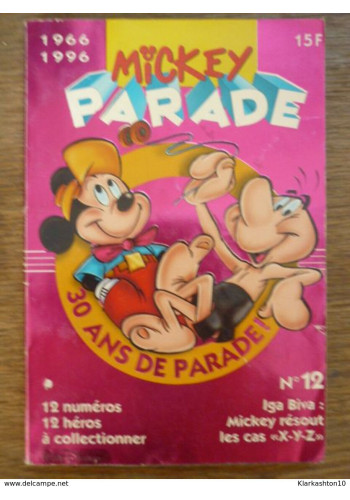 1966
1996
15F
MICKEY
PARADE
30 ANS DE PARADE!
N° 12
12 numéros
12 héros
à collectionner
Iga Biva :
Mickey résout
les cas «X-Y-Z»
delcampe.net
Klarkashton10